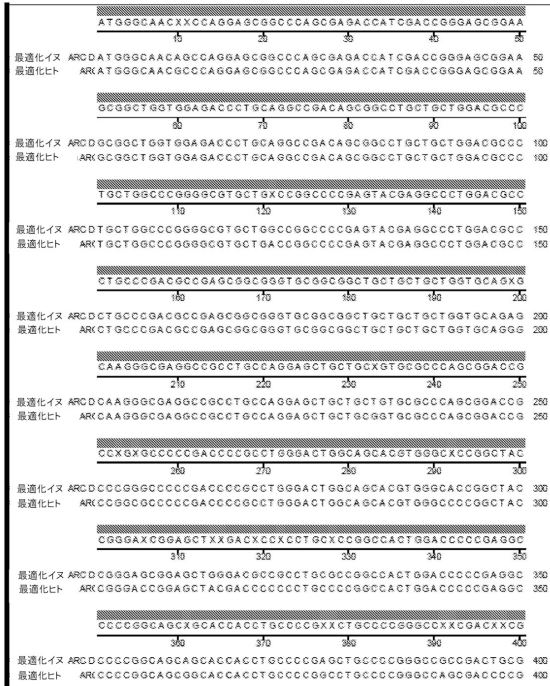 ATGGGCAACXXCCAGGAGCGGCCCAGCGAGACCATCGACCGGGAGCGGAA
10 20 30 40 50
最適化イヌ ARCD ATGGGCAACAGCCAGGAGCGGCCCAGCGAGACCATCGACCGGGAGCGGAA 50
最適化ヒト ARC ATGGGCAACGCCCAGGAGCGGCCCAGCGAGACCATCGACCGGGAGCGGAA 50
GCGGCTGGTGGAGACCCTGCAGGCCGACAGCGGCCTGCTGCTGGACGCCC
60 70 80 90 100
最適化イヌ ARCD GCGGCTGGTGGAGACCCTGCAGGCCGACAGCGGCCTGCTGCTGGACGCCC 100
最適化ヒト ARC GCGGCTGGTGGAGACCCTGCAGGCCGACAGCGGCCTGCTGCTGGACGCCC 100
TGCTGGCCCGGGGCGTGCTGXCCGGCCCCGAGTACGAGGCCCTGGACGCC
110 120 130 140 150
最適化イヌ ARCD TGCTGGCCCGGGGCGTGCTGGCCGGCCCCGAGTACGAGGCCCTGGACGCC 150
最適化ヒト ARC TGCTGGCCCGGGGCGTGCTGACCGGCCCCGAGTACGAGGCCCTGGACGCC 150
CTGCCCGACGCCGAGCGGCGGGTGCGGCGGCTGCTGCTGCTGGTGCAGXG
160 170 180 190 200
最適化イヌ ARCD CTGCCCGACGCCGAGCGGCGGGTGCGGCGGCTGCTGCTGCTGGTGCAGAG 200
最適化ヒト ARC CTGCCCGACGCCGAGCGGCGGGTGCGGCGGCTGCTGCTGCTGGTGCAGGG 200
CAAGGGCGAGGCCGCCTGCCAGGAGCTGCTGCXGTGCGCCCAGCGGACCG
210 220 230 240 250
最適化イヌ ARCD CAAGGGCGAGGCCGCCTGCCAGGAGCTGCTGCTGTGCGCCCAGCGGACCG 250
最適化ヒト ARC CAAGGGCGAGGCCGCCTGCCAGGAGCTGCTGCGGTGCGCCCAGCGGACCG 250
CCXGXGCCCCCGACCCCGCCTGGGACTGGCAGCACGTGGGCXCCGGCTAC
260 270 280 290 300
最適化イヌ ARCD CCCGGGCCCCCGACCCCGCCTGGGACTGGCAGCACGTGGGCACCGGCTAC 300
最適化ヒト ARC CCGGCGCCCCCGACCCCGCCTGGGACTGGCAGCACGTGGGCCCCGGCTAC 300
CGGGAXCGGAGCTXXGACXCCXCCTGCXCCGGCCACTGGACCCCCGAGGC
310 320 330 340 350
最適化イヌ ARCD CGGGAGCGGAGCTGGGACGCCGCCTGCGCCGGCCACTGGACCCCCGAGGC 350
最適化ヒト ARC CGGGACCGGAGCTACGACCCCCCCTGCCCCGGCCACTGGACCCCCGAGGC 350
CCCCGGCAGCXGCACCACCTGCCCCGXXCTGCCCCGGGCCXXCGACXXCG
360 370 380 390 400
最適化イヌ ARCD CCCCGGCAGCAGCACCACCTGCCCCGAGCTGCCCCGGGCCGCCGACTGCG 400
最適化ヒト ARC CCCCGGCAGCGGCACCACCTGCCCCGGCCTGCCCCGGGCCAGCGACCCCG 400